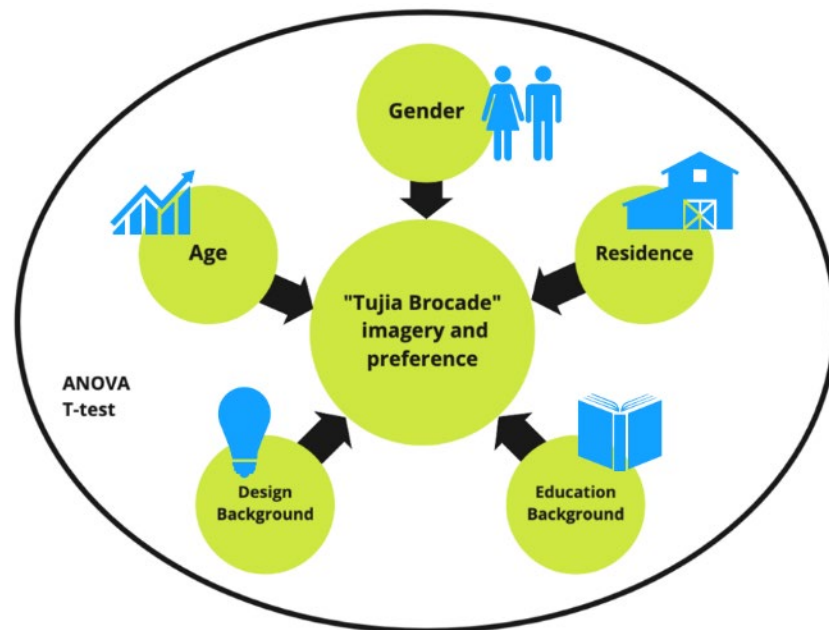 Gender
Age
Residence
"Tujia Brocade"
imagery and
preference
ANOVA
T-test
Design
Background
Education
Background